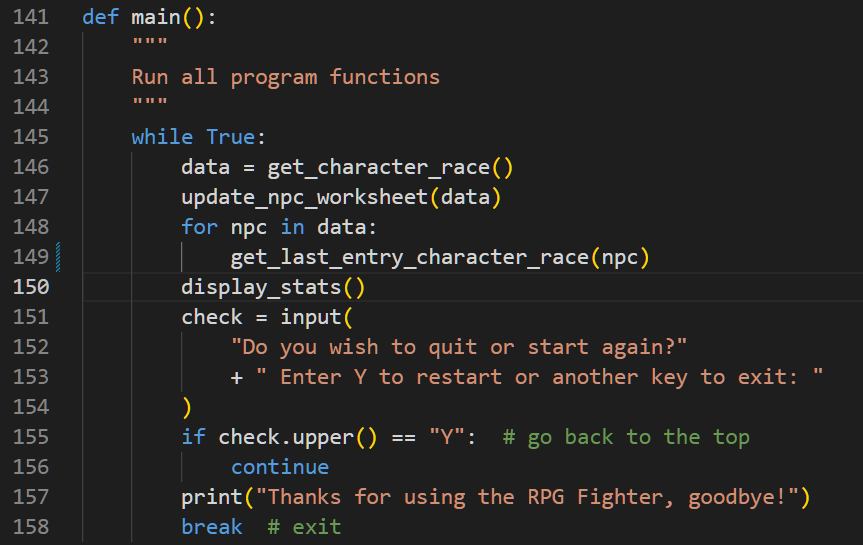 141 def main():
142     """
143     Run all program functions
144     """
145     while True:
146         data = get_character_race()
147         update_npc_worksheet(data)
148         for npc in data:
149             get_last_entry_character_race(npc)
150         display_stats()
151         check = input(
152             "Do you wish to quit or start again?"
153             + " Enter Y to restart or another key to exit: "
154         )
155         if check.upper() == "Y":  # go back to the top
156             continue
157         print("Thanks for using the RPG Fighter, goodbye!")
158         break  # exit